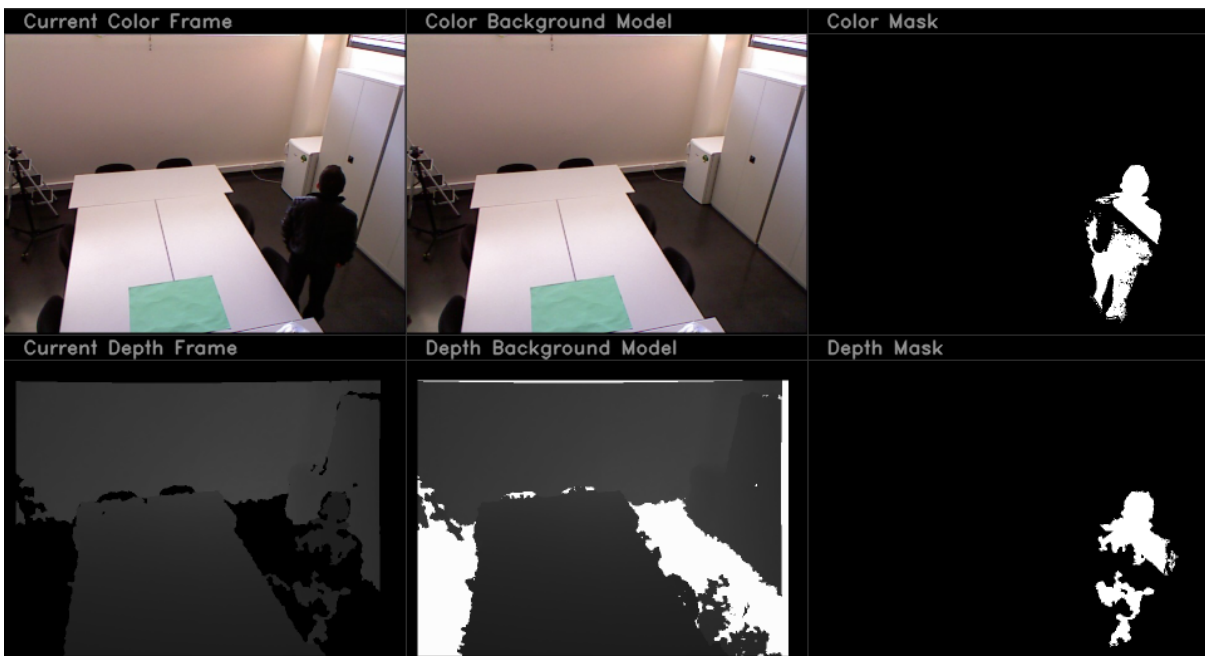 Current Color Frame
Color Background Model
Color Mask
Current Depth Frame
Depth Background Model
Depth Mask